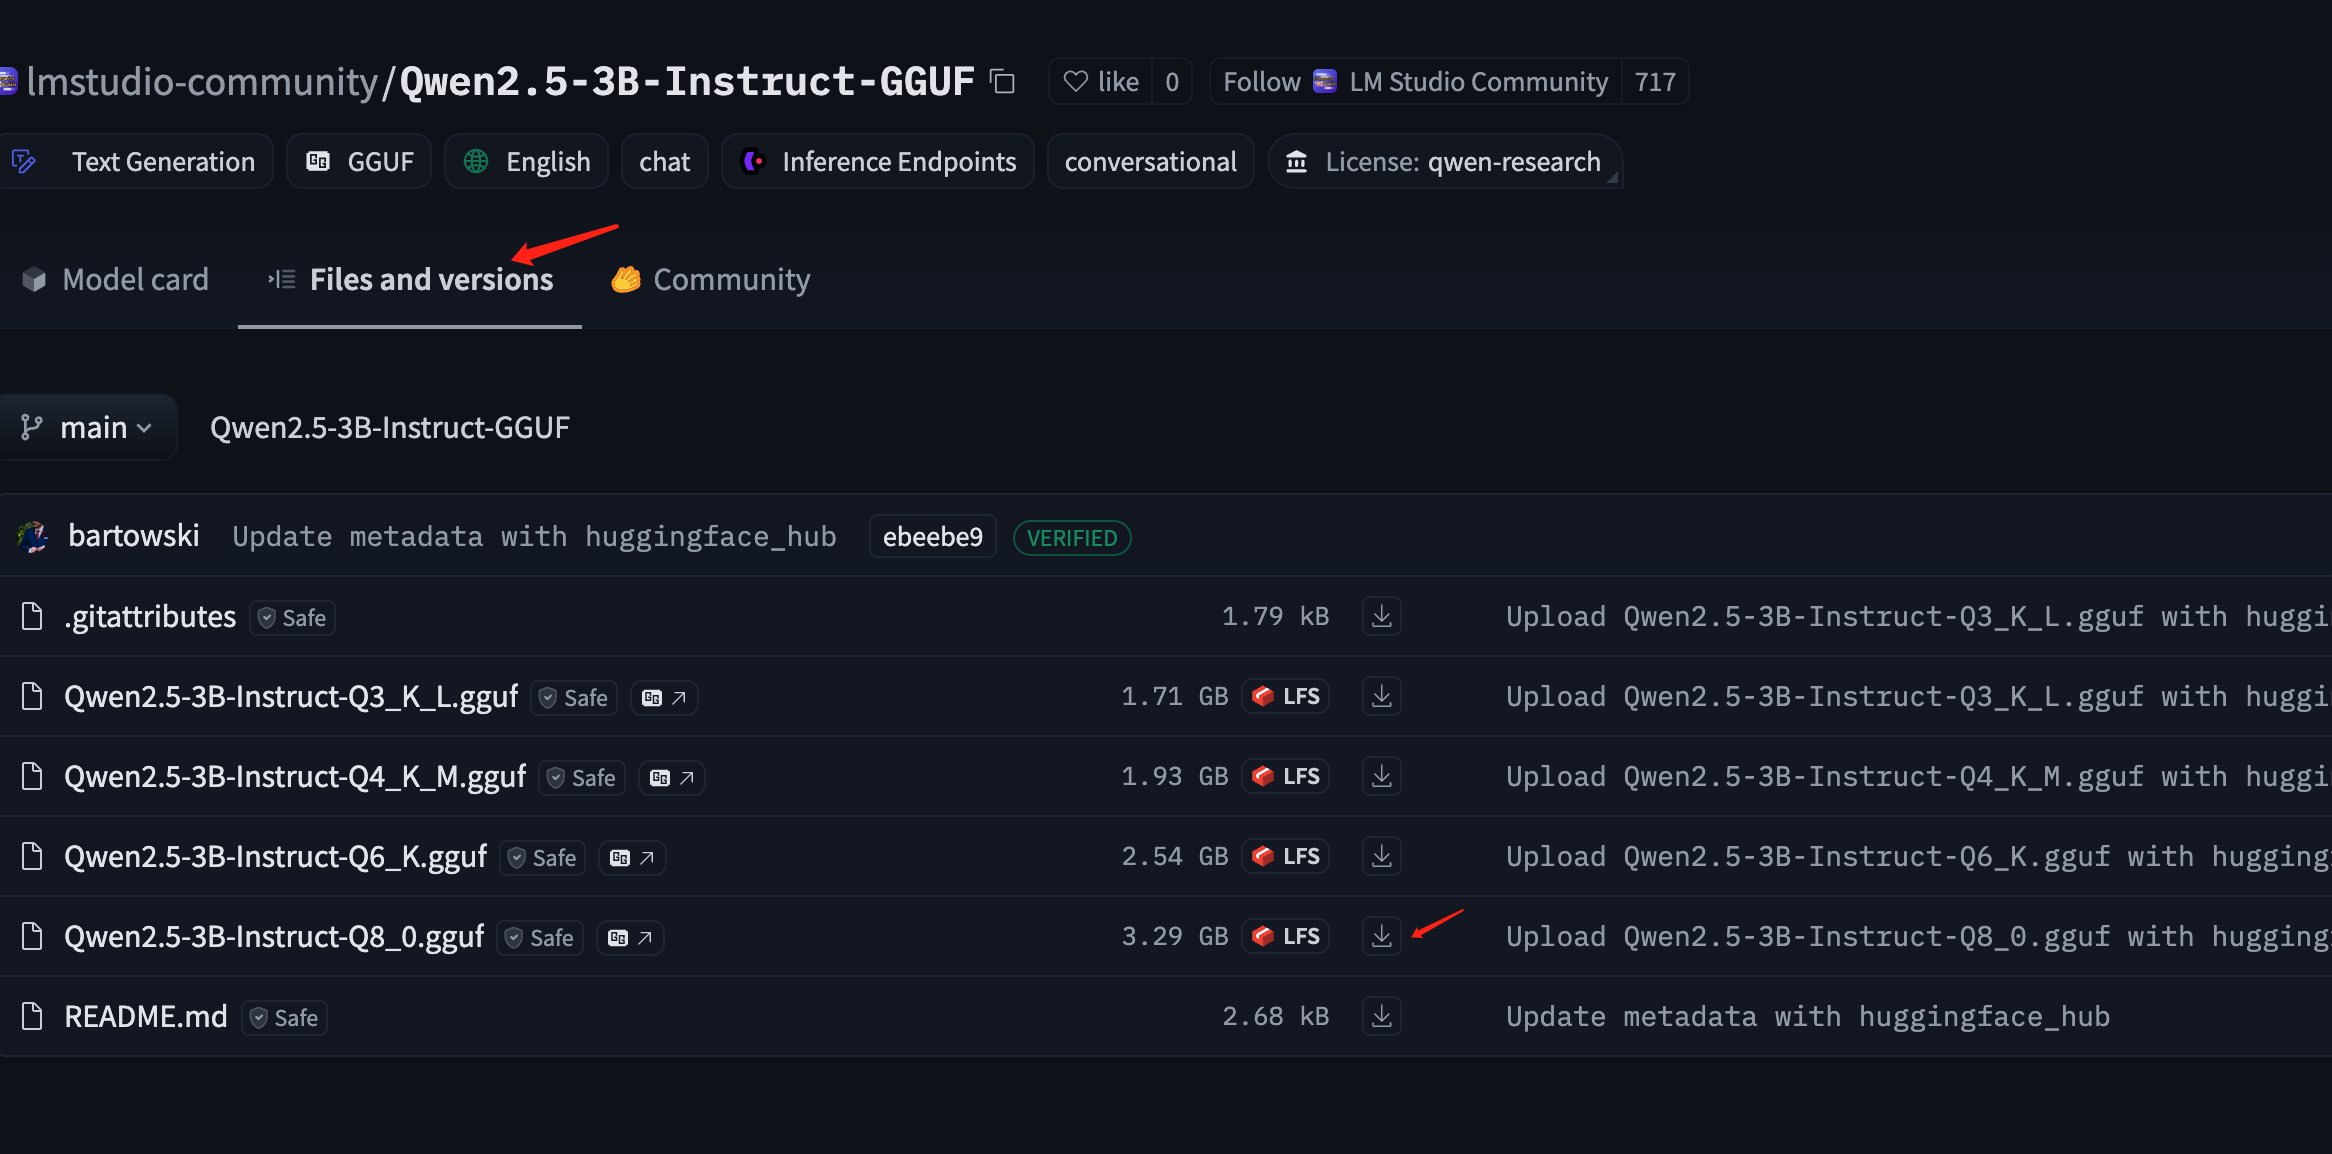 lmstudio-community/Qwen2.5-3B-Instruct-GGUF like 0 Follow LM Studio Community 717
Text Generation GGUF English chat Inference Endpoints conversational License: qwen-research
Model card Files and versions Community
main Qwen2.5-3B-Instruct-GGUF
bartowski Update metadata with huggingface_hub ebeebe9 VERIFIED
.gitattributes Safe 1.79 kB Upload Qwen2.5-3B-Instruct-Q3_K_L.gguf with huggi
Qwen2.5-3B-Instruct-Q3_K_L.gguf Safe 1.71 GB LFS Upload Qwen2.5-3B-Instruct-Q3_K_L.gguf with huggi
Qwen2.5-3B-Instruct-Q4_K_M.gguf Safe 1.93 GB LFS Upload Qwen2.5-3B-Instruct-Q4_K_M.gguf with huggi
Qwen2.5-3B-Instruct-Q6_K.gguf Safe 2.54 GB LFS Upload Qwen2.5-3B-Instruct-Q6_K.gguf with hugging
Qwen2.5-3B-Instruct-Q8_0.gguf Safe 3.29 GB LFS Upload Qwen2.5-3B-Instruct-Q8_0.gguf with hugging
README.md Safe 2.68 kB Update metadata with huggingface_hub